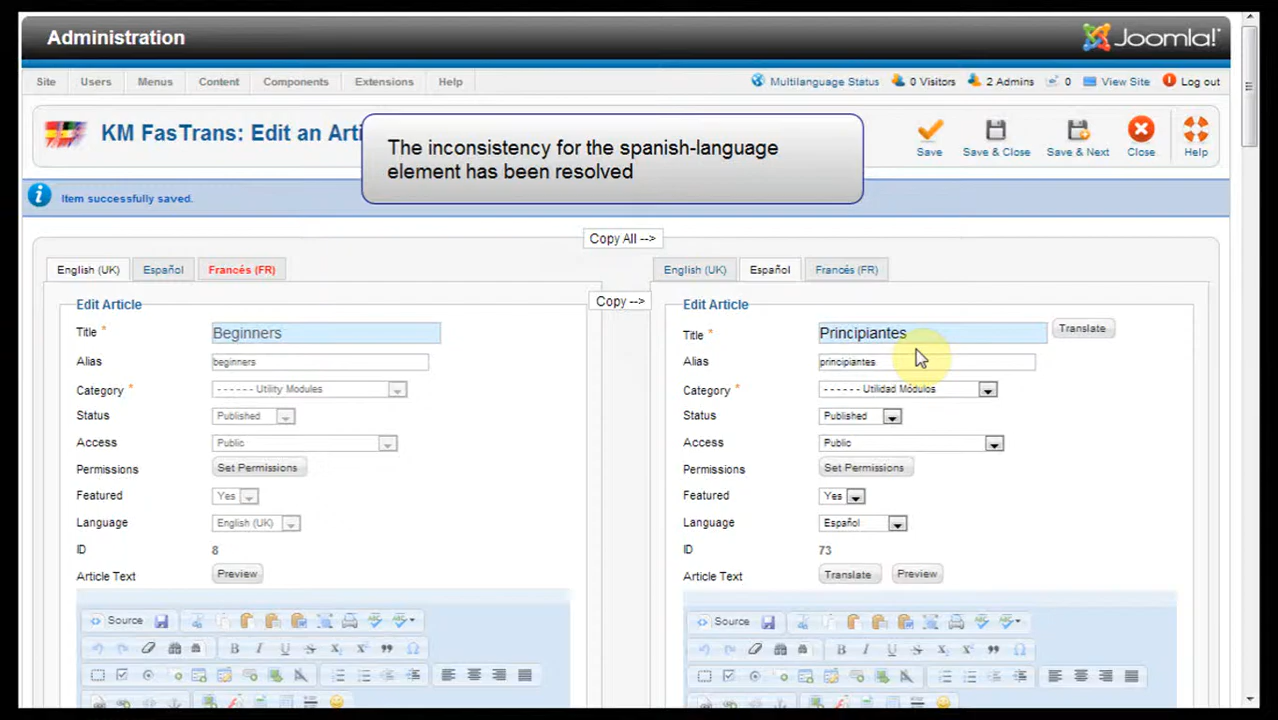 Administration
Joomla!
Site Users Menus Content Components Extensions Help
Multilanguage Status 0 Visitors 2 Admins 0 View Site Log out
KM FasTrans: Edit an Arti
The inconsistency for the spanish-language
element has been resolved
Save Save & Close Save & Next Close Help
Item successfully saved.
Copy All -->
English (UK) Español Francés (FR)
English (UK) Español Francés (FR)
Copy -->
Edit Article
Title * Beginners
Alias beginners
Category * - - - - - - Utility Modules
Status Published
Access Public
Permissions Set Permissions
Featured Yes
Language English (UK)
ID 8
Article Text Preview
Source
B I U S X₂ X²
Edit Article
Title * Principiantes Translate
Alias principiantes
Category * - - - - - - Utilidad Módulos
Status Published
Access Public
Permissions Set Permissions
Featured Yes
Language Español
ID 73
Article Text Translate Preview
Source
B I U S X₂ X²